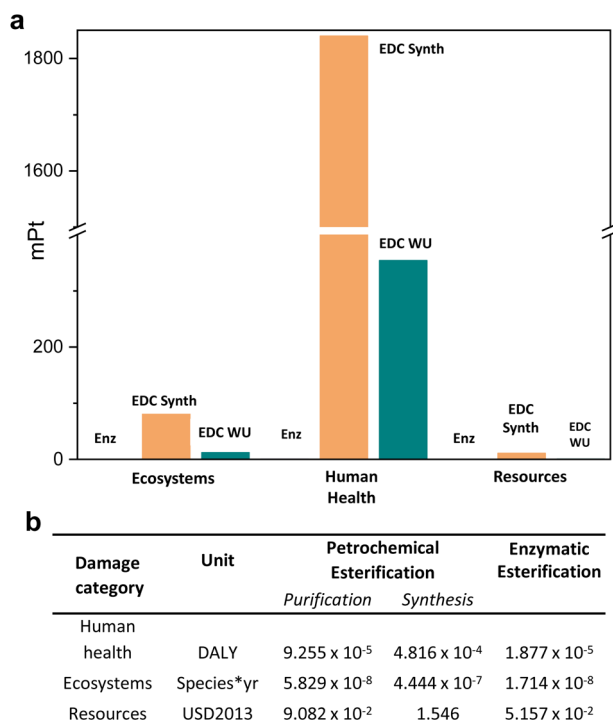 a
EDC Synth
1800
1600
mPt
EDC WU
200
EDC Synth
EDC
Synth
EDC
WU
Enz
EDC WU
Enz
Enz
0
Ecosystems
Human
Health
Resources
b
Damage
category
Unit
Petrochemical
Esterification
Enzymatic
Esterification
Purification
Synthesis
Human
health DALY 9.255 x 10-5 4.816 x 10-4 1.877 x 10-5
Ecosystems Species*yr 5.829 x 10-8 4.444 x 10-7 1.714 x 10-8
Resources USD2013 9.082 x 10-2 1.546 5.157 x 10-2